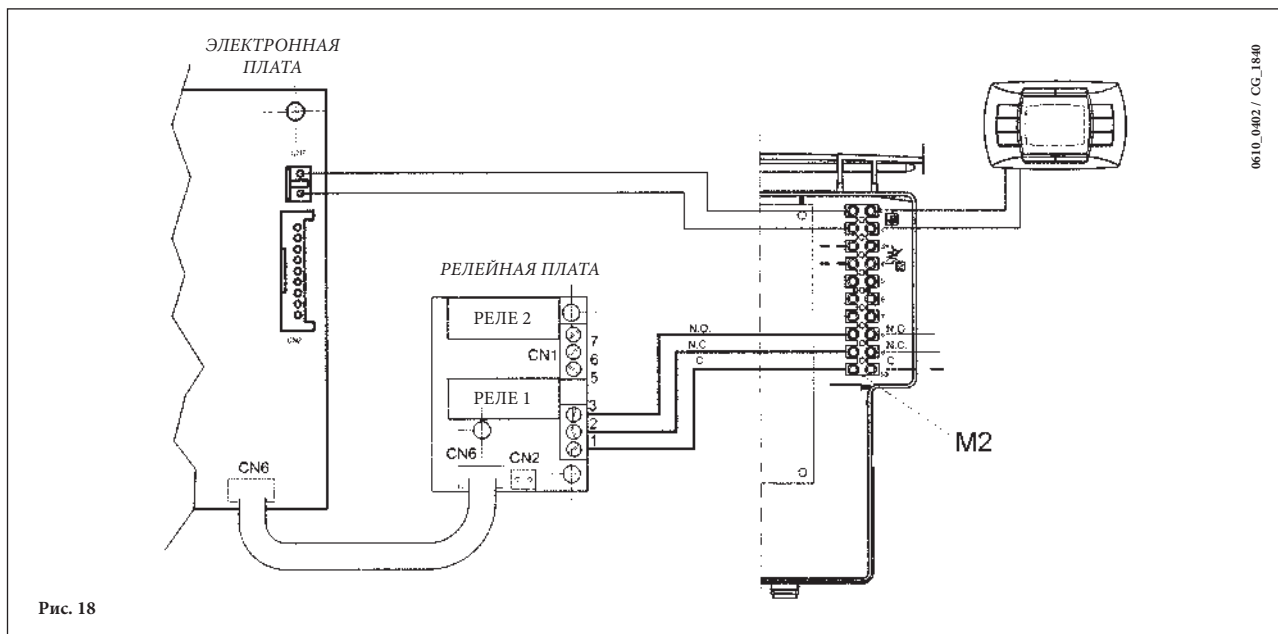 ЭЛЕКТРОННАЯ
ПЛАТА
0610_0402 / CG_1840
РЕЛЕЙНАЯ ПЛАТА
РЕЛЕ 2
7
CN1
6
5
РЕЛЕ 1
3
2
1
CN6
CN2
CN6
N.O.
N.C
C
N.O
N.C.
C
M2
Рис. 18